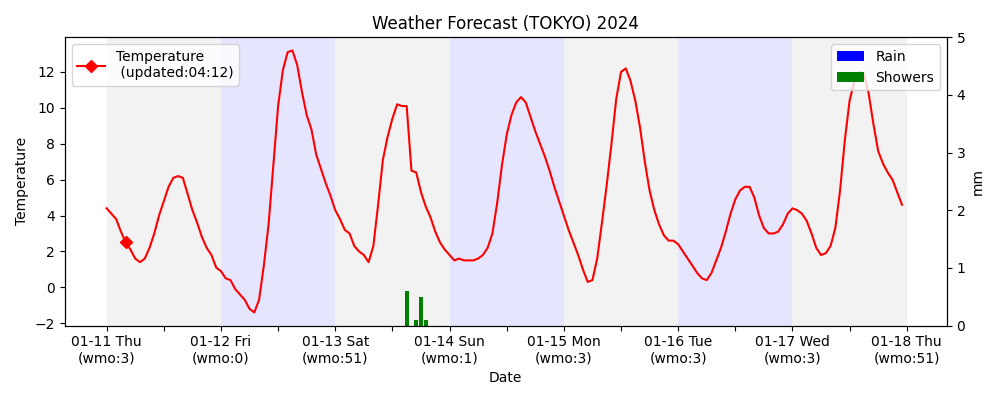 Weather Forecast (TOKYO) 2024
Temperature
(updated:04:12)
Rain
Showers
Temperature
12
10
8
6
4
2
0
−2
5
4
3
2
1
0
mm
01-11 Thu
(wmo:3)
01-12 Fri
(wmo:0)
01-13 Sat
(wmo:51)
01-14 Sun
(wmo:1)
01-15 Mon
(wmo:3)
01-16 Tue
(wmo:3)
01-17 Wed
(wmo:3)
01-18 Thu
(wmo:51)
Date